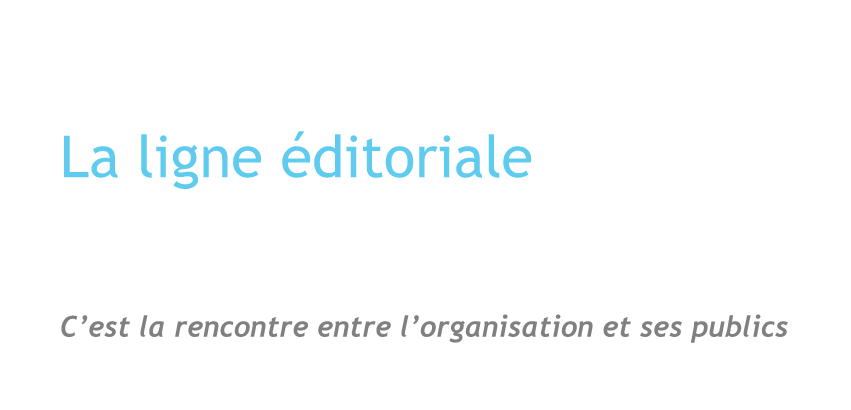 La ligne éditoriale
C’est la rencontre entre l’organisation et ses publics